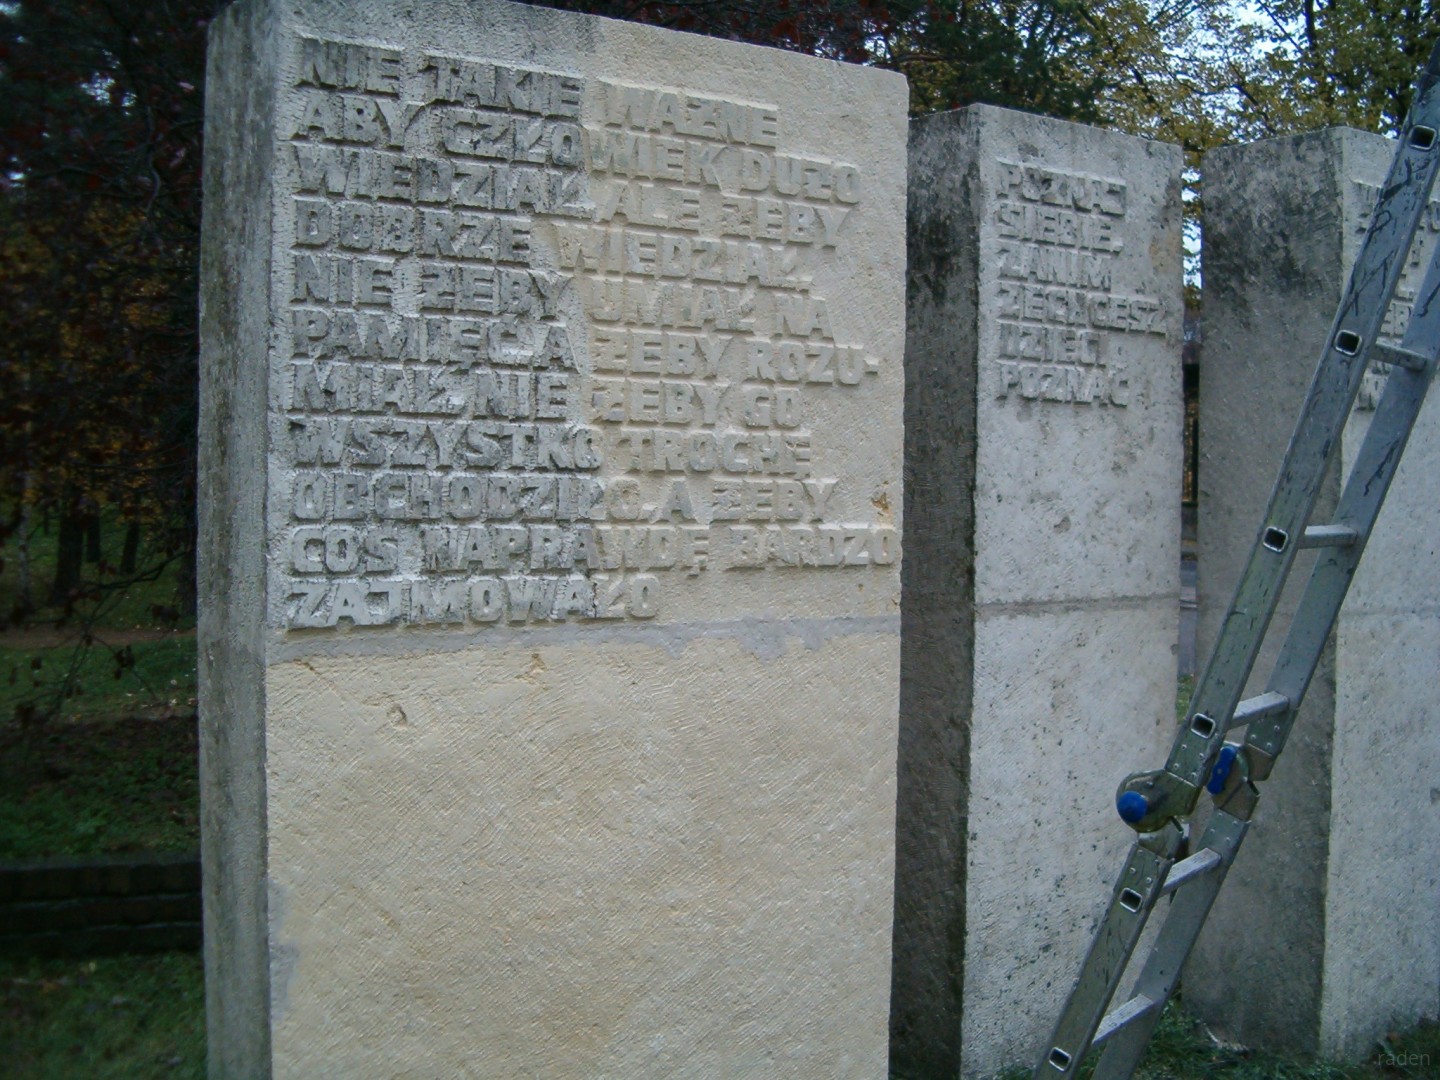 NIE TAKIE WAŻNE
ABY CZŁOWIEK DUŻO
WIEDZIAŁ, ALE ŻEBY
DOBRZE WIEDZIAŁ,
NIE ŻEBY UMIAŁ NA
PAMIĘĆ, A ŻEBY ROZU-
MIAŁ, NIE ŻEBY GO
WSZYSTKO TROCHĘ
OBCHODZIŁO, A ŻEBY
GO COŚ NAPRAWDĘ BARDZO
ZAJMOWAŁO
POZNAJ
SIEBIE,
ZANIM
ZECHCESZ
DZIECI
POZNAĆ
raden